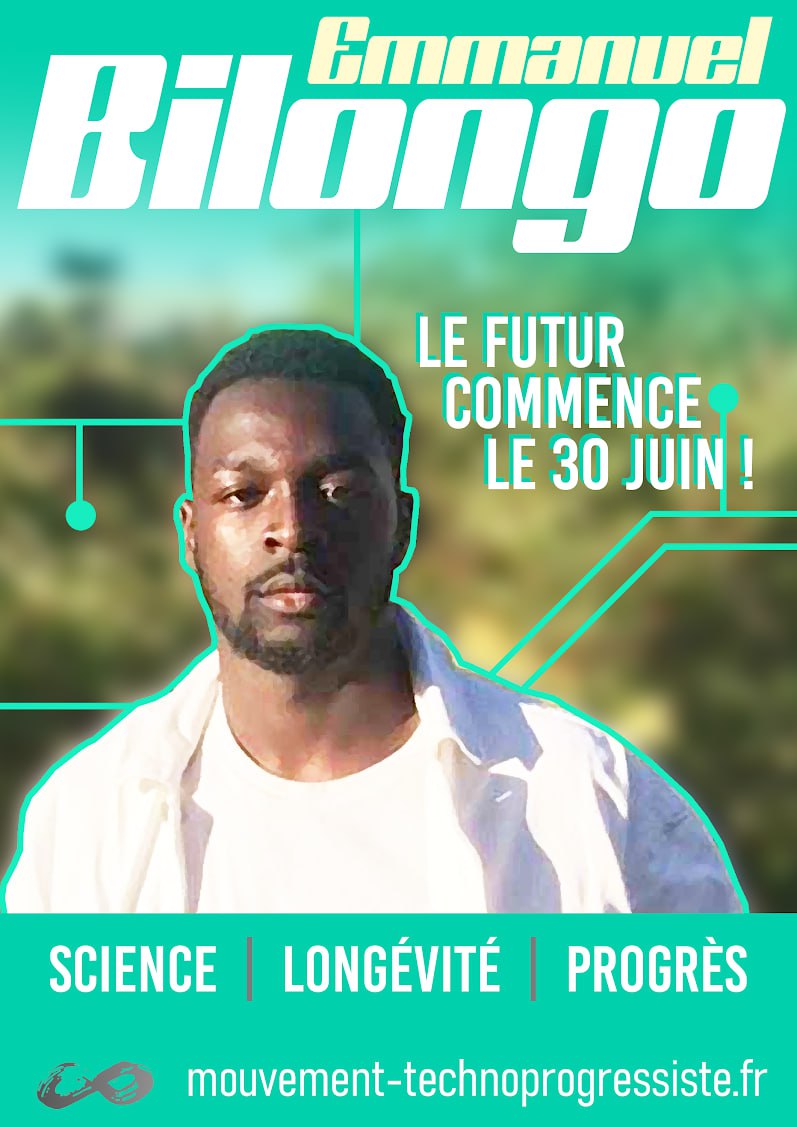 Emmanuel
Bilongo
LE FUTUR
COMMENCE
LE 30 JUIN !
SCIENCE | LONGÉVITÉ | PROGRÈS
mouvement-technoprogressiste.fr